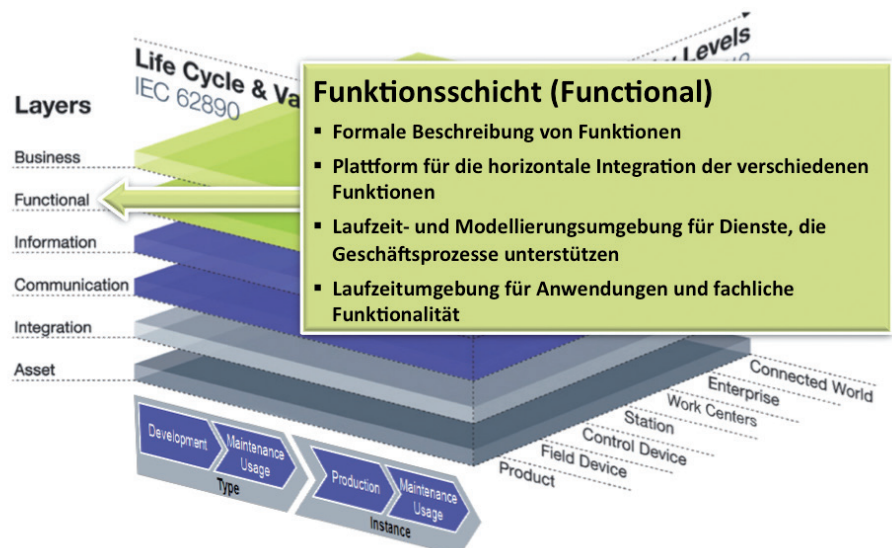 Life Cycle & Va
IEC 62890
Levels
Layers
Business
Functional
Information
Communication
Integration
Asset
Funktionsschicht (Functional)
▪ Formale Beschreibung von Funktionen
▪ Plattform für die horizontale Integration der verschiedenen
Funktionen
▪ Laufzeit- und Modellierungsumgebung für Dienste, die
Geschäftsprozesse unterstützen
▪ Laufzeitumgebung für Anwendungen und fachliche
Funktionalität
Connected World
Enterprise
Work Centers
Station
Control Device
Field Device
Product
Development
Maintenance
Usage
Type
Production
Maintenance
Usage
Instance